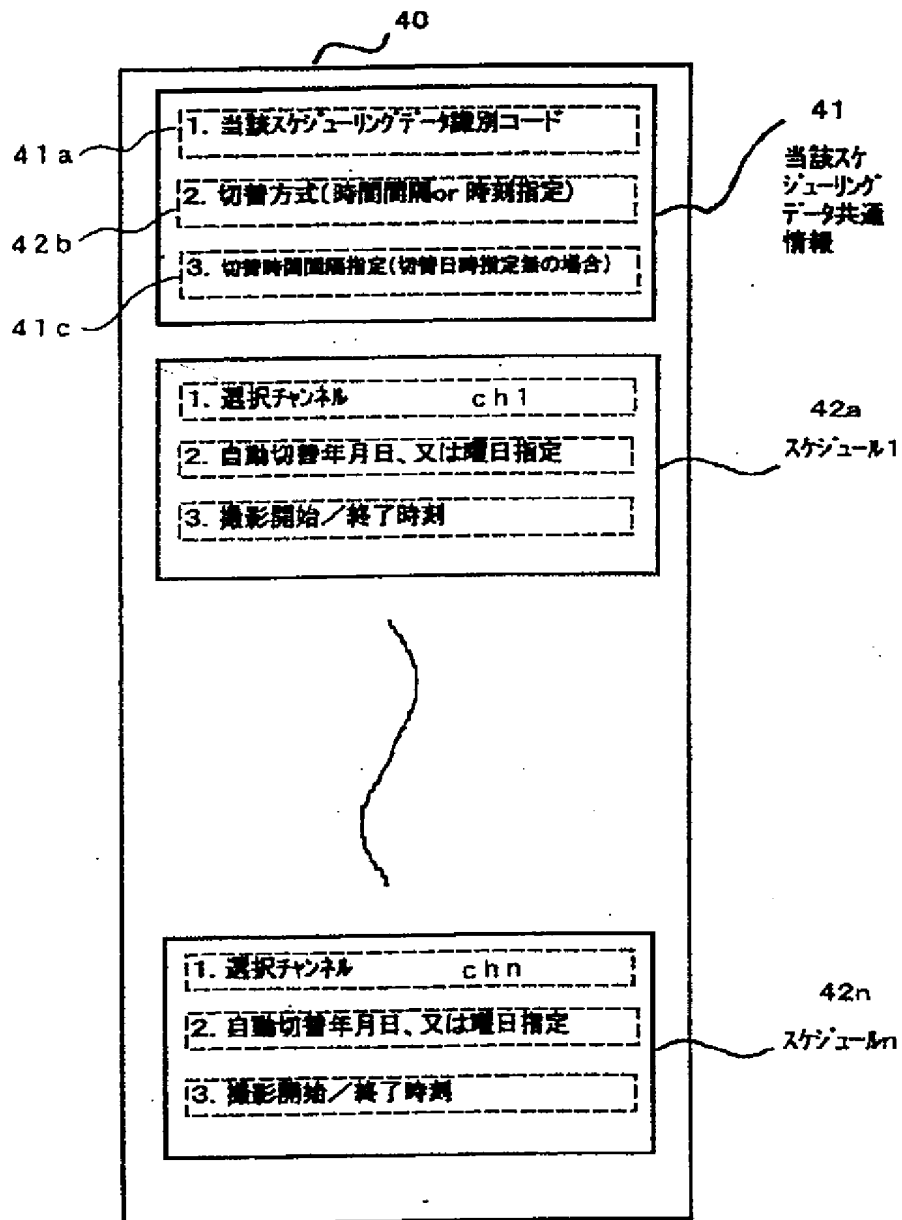 40
1. 当該スケジューリングデータ識別コード
41a
2. 切替方式(時間間隔or 時刻指定)
42b
3. 切替時間間隔指定(切替日時指定無の場合)
41c
41
当該スケ
ジューリング
データ共通
情報
1. 選択チャンネル ch1
2. 自動切替年月日、又は曜日指定
3. 撮影開始/終了時刻
42a
スケジュール1
1. 選択チャンネル chn
2. 自動切替年月日、又は曜日指定
3. 撮影開始/終了時刻
42n
スケジュールn